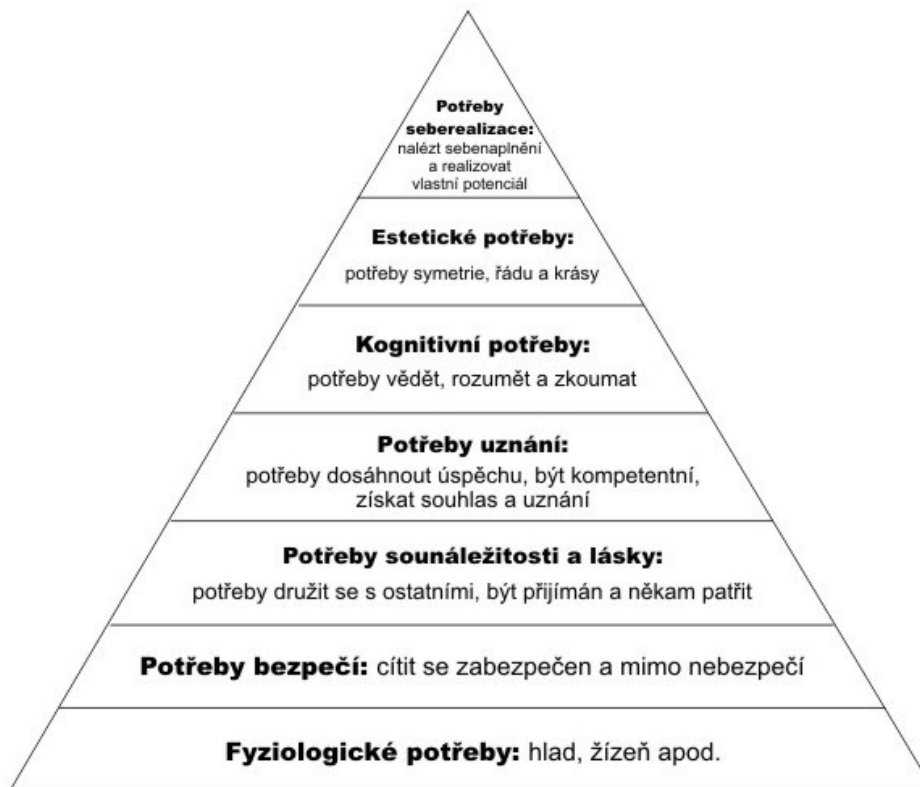 Potřeby
seberealizace:
nalézt sebenaplnění
a realizovat
vlastní potenciál
Estetické potřeby:
potřeby symetrie, řádu a krásy
Kognitivní potřeby:
potřeby vědět, rozumět a zkoumat
Potřeby uznání:
potřeby dosáhnout úspěchu, být kompetentní,
získat souhlas a uznání
Potřeby sounáležitosti a lásky:
potřeby družit se s ostatními, být přijímán a někam patřit
Potřeby bezpečí: cítit se zabezpečen a mimo nebezpečí
Fyziologické potřeby: hlad, žízeň apod.